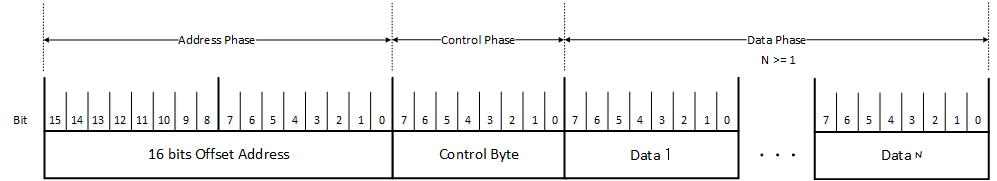 Address Phase Control Phase Data Phase
N >= 1
Bit 15 14 13 12 11 10 9 8 7 6 5 4 3 2 1 0 7 6 5 4 3 2 1 0 7 6 5 4 3 2 1 0 7 6 5 4 3 2 1 0
16 bits Offset Address Control Byte Data 1 . . . Data N